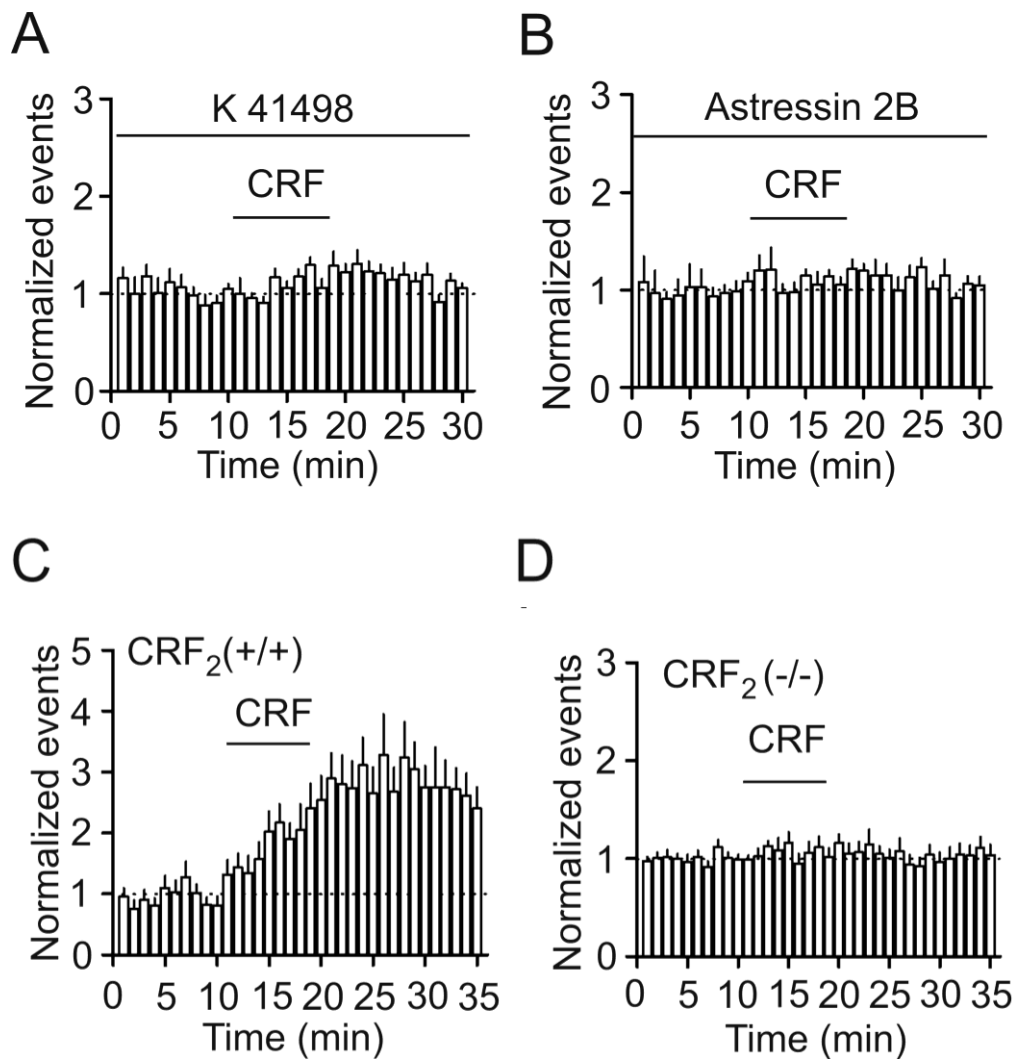 A
B
Normalized events
3
2
1
0
K 41498
CRF
0 5 10 15 20 25 30
Time (min)
Normalized events
3
2
1
0
Astressin 2B
CRF
0 5 10 15 20 25 30
Time (min)
C
D
Normalized events
5
4
3
2
1
0
CRF₂(+/+)
CRF
0 5 10 15 20 25 30 35
Time (min)
Normalized events
3
2
1
0
CRF₂ (-/-)
CRF
0 5 10 15 20 25 30 35
Time (min)